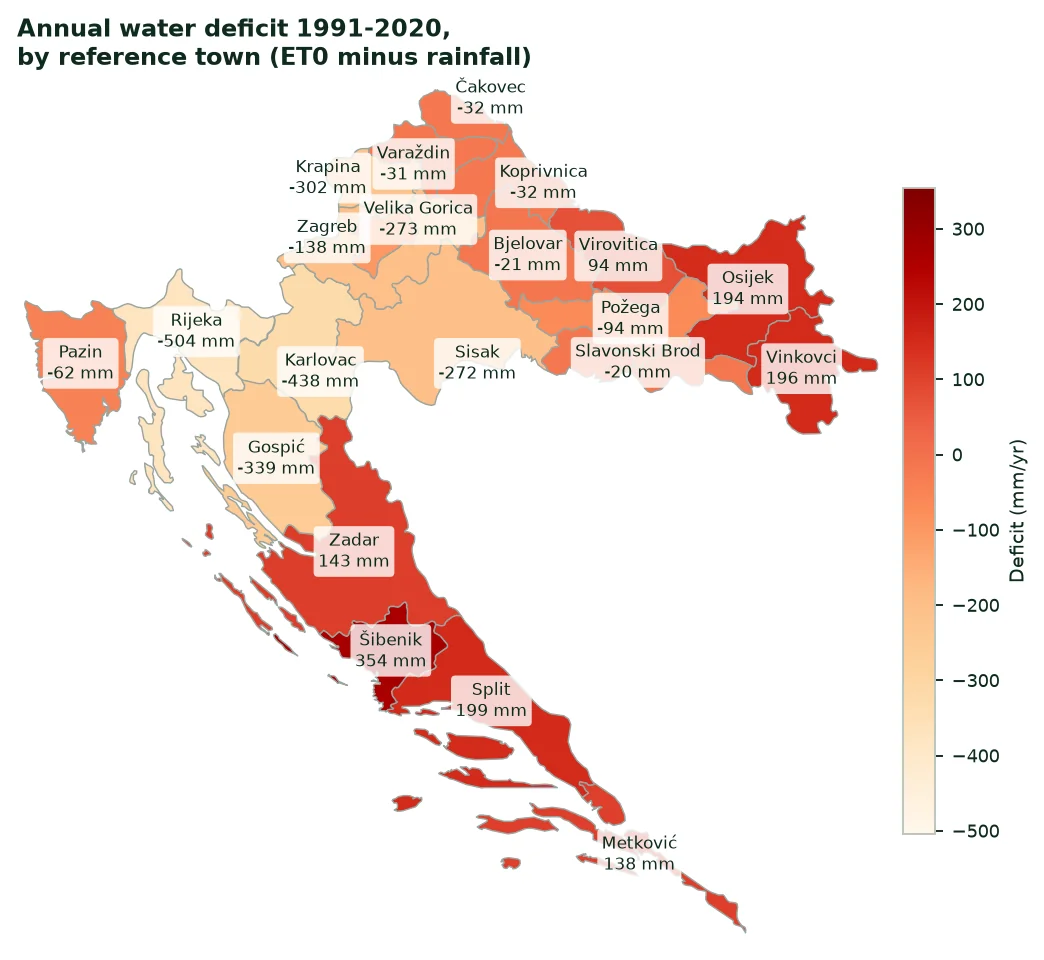 Annual water deficit 1991-2020,
by reference town (ET0 minus rainfall)
Čakovec
-32 mm
Varaždin
-31 mm
Krapina
-302 mm
Koprivnica
-32 mm
Velika Gorica
-273 mm
Zagreb
-138 mm
Bjelovar
-21 mm
Virovitica
94 mm
Osijek
194 mm
Požega
-94 mm
Rijeka
-504 mm
Pazin
-62 mm
Karlovac
-438 mm
Sisak
-272 mm
Slavonski Brod
-20 mm
Vinkovci
196 mm
Gospić
-339 mm
Zadar
143 mm
Šibenik
354 mm
Split
199 mm
Metković
138 mm
300
200
100
0
−100
−200
−300
−400
−500
Deficit (mm/yr)